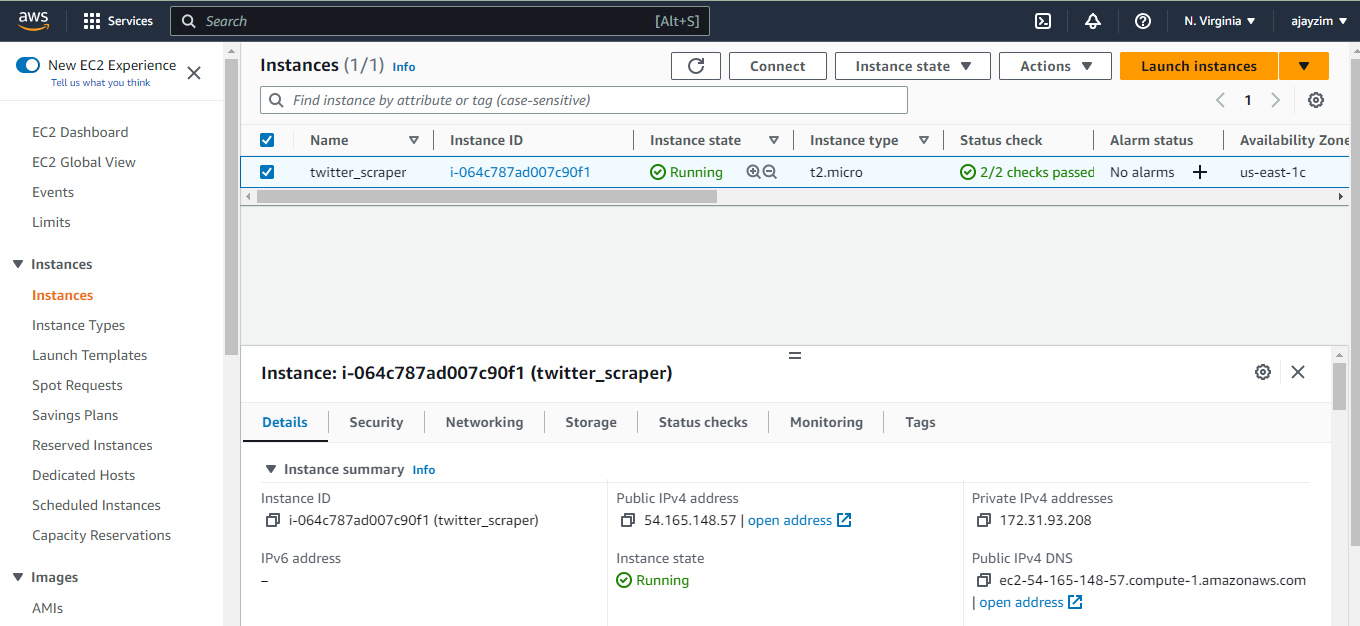 aws Services Search [Alt+S] N. Virginia ajayzim
New EC2 Experience
Tell us what you think
EC2 Dashboard
EC2 Global View
Events
Limits
Instances
Instances
Instance Types
Launch Templates
Spot Requests
Savings Plans
Reserved Instances
Dedicated Hosts
Scheduled Instances
Capacity Reservations
Images
AMIs
Instances (1/1) Info Connect Instance state Actions Launch instances
Find instance by attribute or tag (case-sensitive) 1
Name Instance ID Instance state Instance type Status check Alarm status Availability Zone
twitter_scraper i-064c787ad007c90f1 Running t2.micro 2/2 checks passed No alarms us-east-1c
Instance: i-064c787ad007c90f1 (twitter_scraper)
Details Security Networking Storage Status checks Monitoring Tags
Instance summary Info
Instance ID
i-064c787ad007c90f1 (twitter_scraper)
IPv6 address
–
Public IPv4 address
54.165.148.57 | open address
Instance state
Running
Private IPv4 addresses
172.31.93.208
Public IPv4 DNS
ec2-54-165-148-57.compute-1.amazonaws.com
| open address